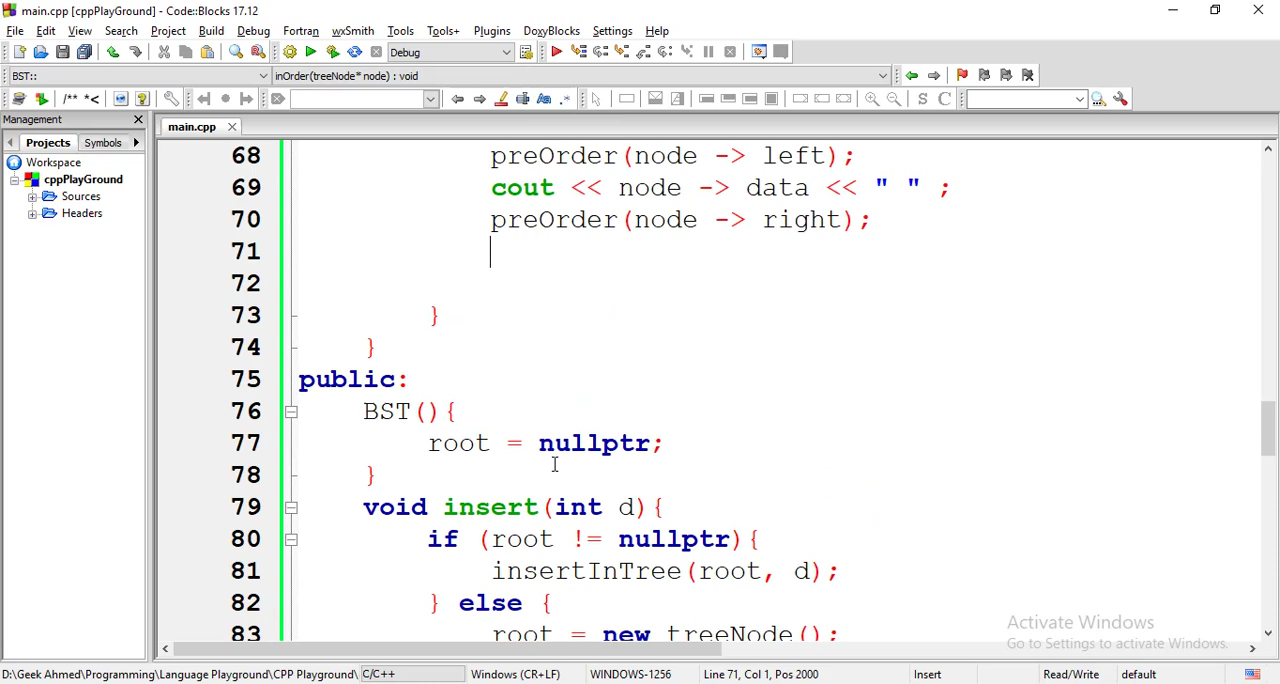 main.cpp [cppPlayGround] - Code::Blocks 17.12
File Edit View Search Project Build Debug Fortran wxSmith Tools Tools+ Plugins DoxyBlocks Settings Help
Debug
BST:: inOrder(treeNode* node) : void
/** *< 
S C
Management
main.cpp
Projects Symbols
Workspace
cppPlayGround
Sources
Headers
68 preOrder(node -> left);
69 cout << node -> data << " " ;
70 preOrder(node -> right);
71
72
73 }
74 }
75 public:
76 BST(){
77 root = nullptr;
78 }
79 void insert(int d){
80 if (root != nullptr){
81 insertInTree(root, d);
82 } else {
83 root = new treeNode();
Activate Windows
Go to Settings to activate Windows.
D:\Geek Ahmed\Programming\Language Playground\CPP Playground\ C/C++ Windows (CR+LF) WINDOWS-1256 Line 71, Col 1, Pos 2000 Insert Read/Write default